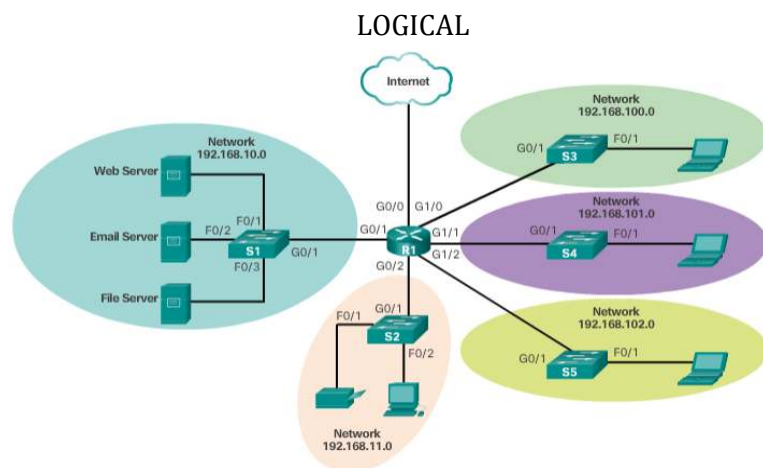 LOGICAL
Internet
Network
192.168.10.0
Web Server
Email Server
File Server
F0/1
F0/2
F0/3
S1
G0/1
G0/1
G0/0
G1/0
G1/1
G1/2
G0/2
R1
Network
192.168.100.0
G0/1
F0/1
S3
Network
192.168.101.0
G0/1
F0/1
S4
Network
192.168.102.0
G0/1
F0/1
S5
G0/1
F0/1
S2
F0/2
Network
192.168.11.0